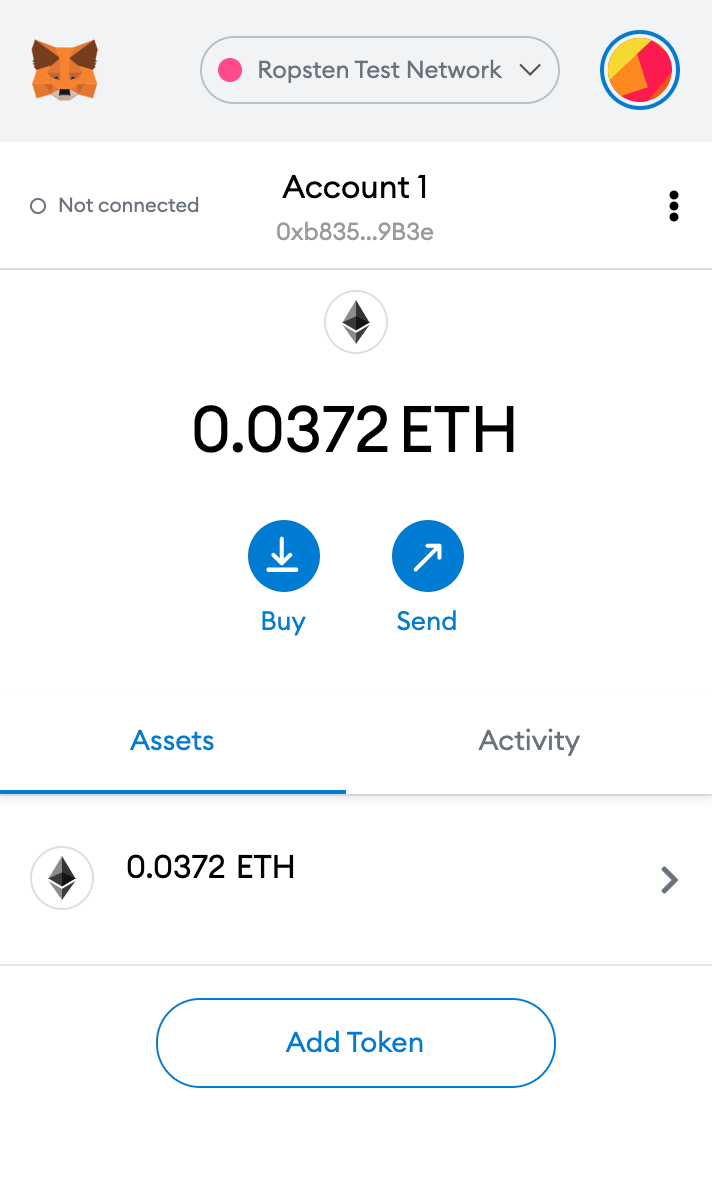 Ropsten Test Network
Not connected
Account 1
0xb835...9B3e
0.0372 ETH
Buy
Send
Assets
Activity
0.0372 ETH
Add Token